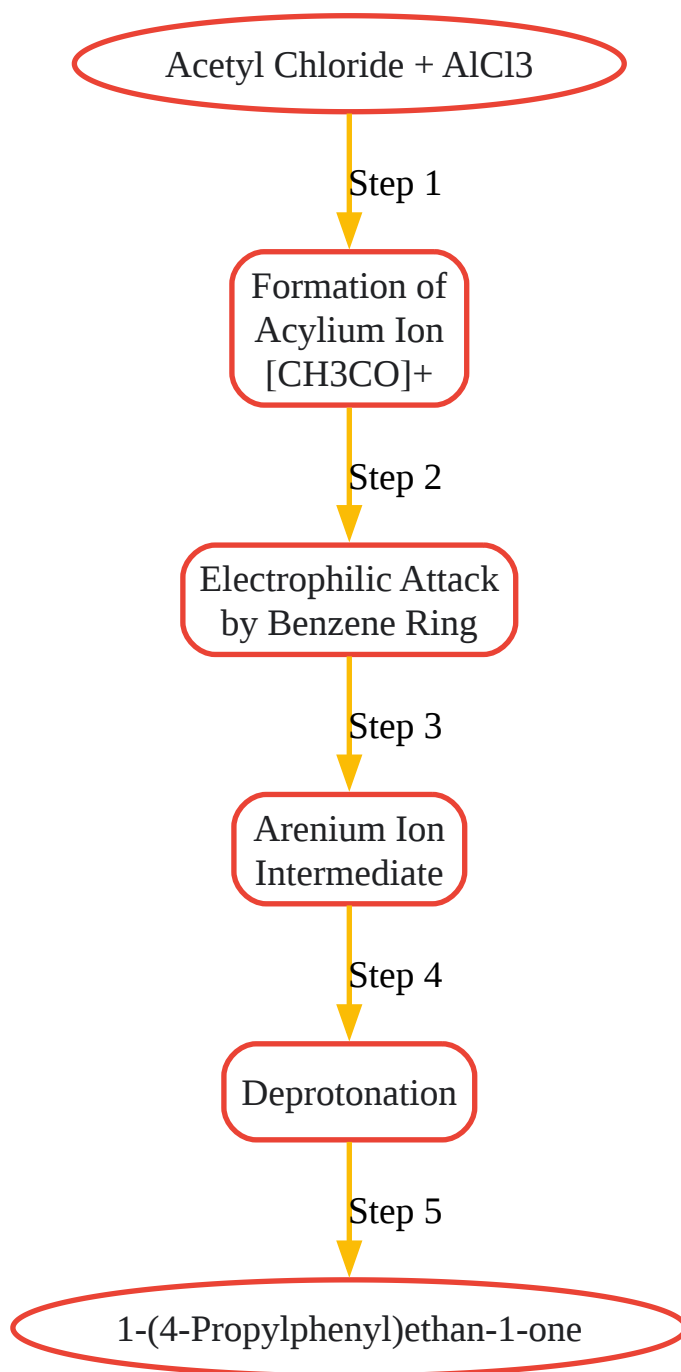 Acetyl Chloride + AlCl3
Step 1
Formation of
Acylium Ion
[CH3CO]+
Step 2
Electrophilic Attack
by Benzene Ring
Step 3
Arenium Ion
Intermediate
Step 4
Deprotonation
Step 5
1-(4-Propylphenyl)ethan-1-one